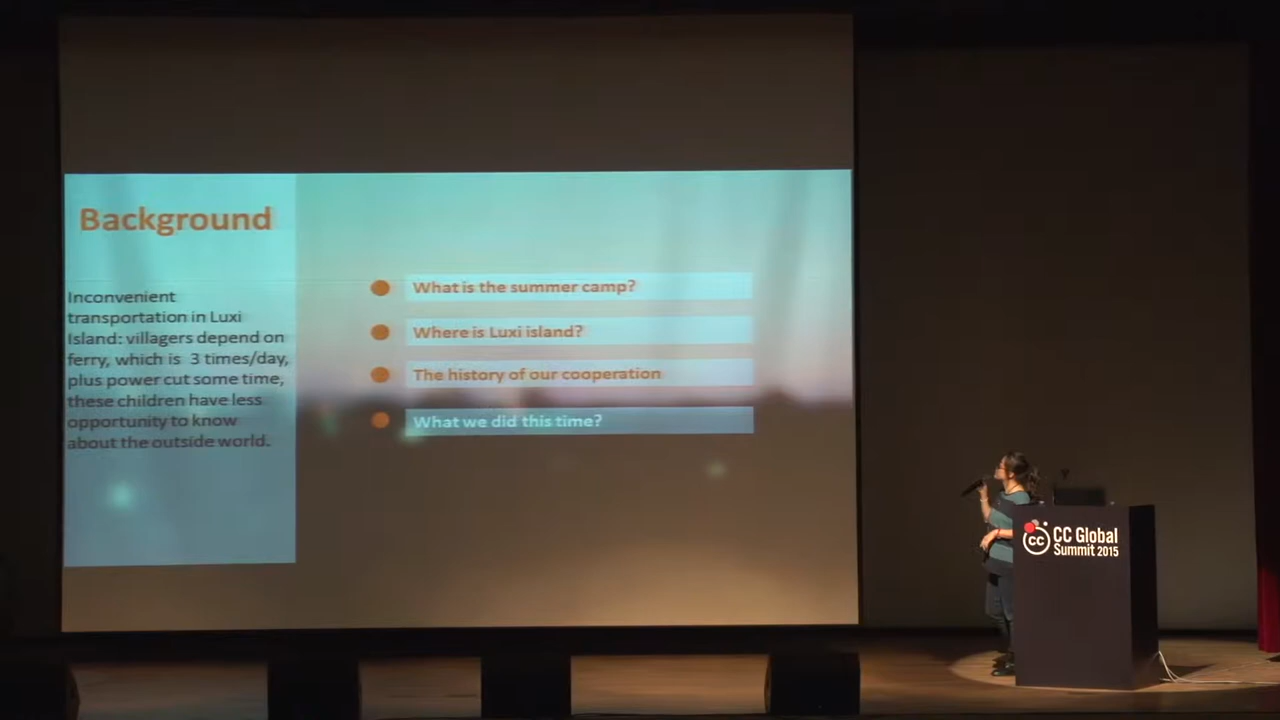 Background
Inconvenient
transportation in Luxi
Island: villagers depend on
ferry, which is 3 times/day,
plus power cut some time,
these children have less
opportunity to know
about the outside world.
What is the summer camp?
Where is Luxi island?
The history of our cooperation
What we did this time?
cc CC Global
Summit 2015